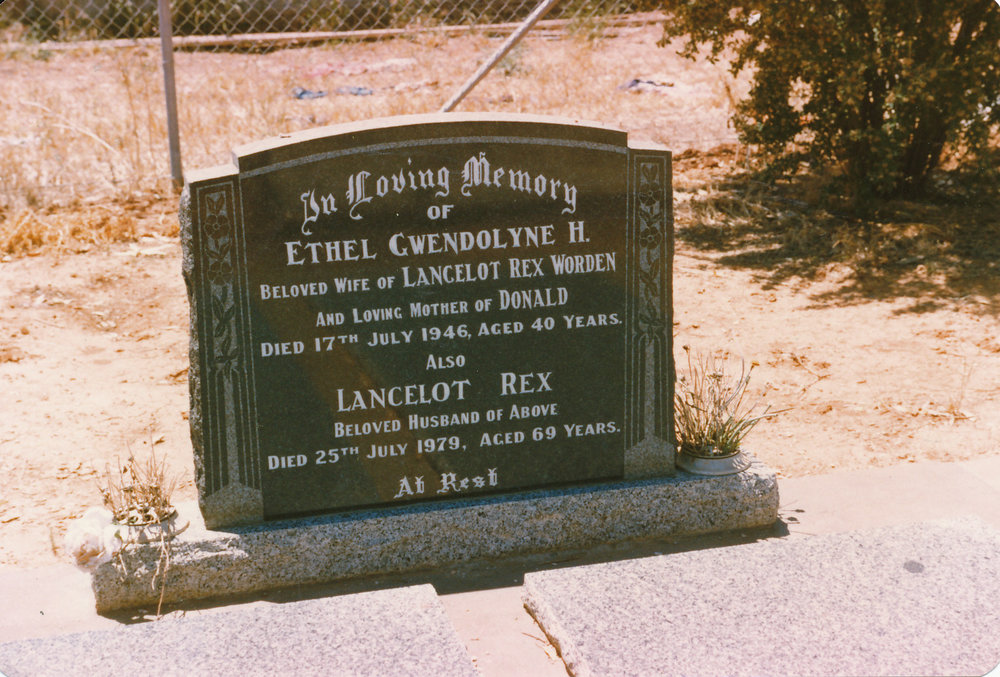 In Loving Memory
OF
ETHEL GWENDOLYNE H.
BELOVED WIFE OF LANCELOT REX WORDEN
AND LOVING MOTHER OF DONALD
DIED 17TH JULY 1946, AGED 40 YEARS.
ALSO
LANCELOT REX
BELOVED HUSBAND OF ABOVE
DIED 25TH JULY 1979, AGED 69 YEARS.
At Rest